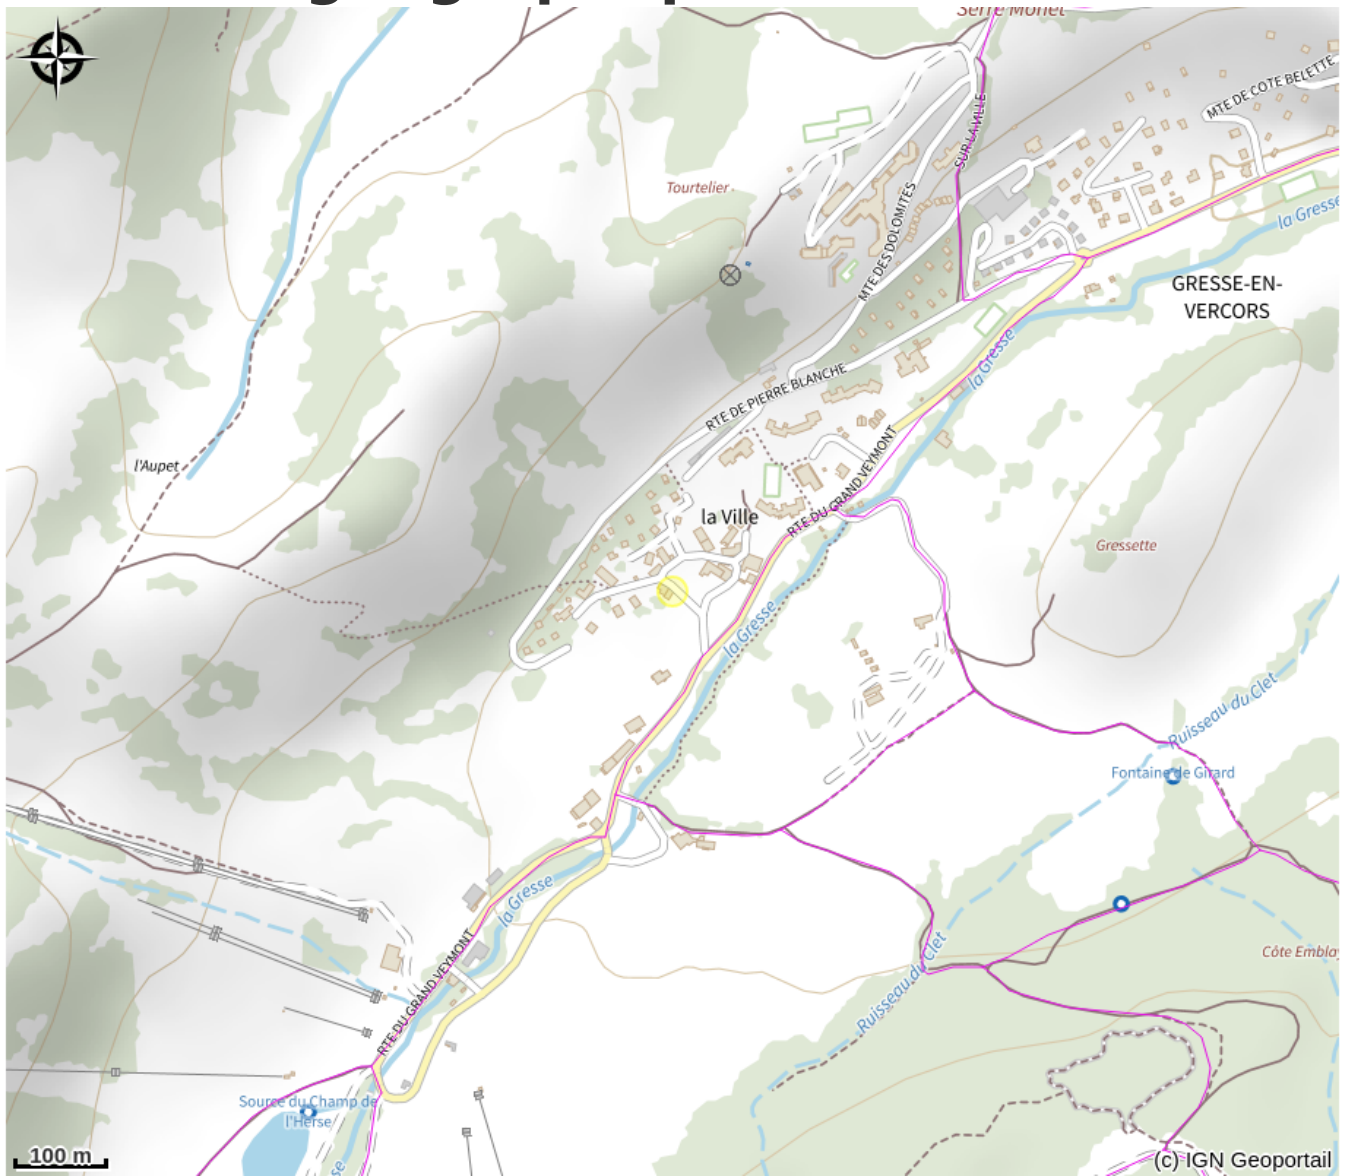 Serre Monet
MTE DE COTE BELETTE
SUR LA VILLE
Tourtelier
la Gresse
MTE DES DOLOMITES
GRESSE-EN-
VERCORS
la Gresse
RTE DE PIERRE BLANCHE
l'Aupet
RTE DU GRAND VEYMONT
la Ville
Gressette
la Gresse
Ruisseau du Clet
Fontaine de Girard
la Gresse
RTE DU GRAND VEYMONT
Ruisseau du Clet
Côte Embla
Source du Champ de
l'Herse
100 m
(c) IGN Geoportail